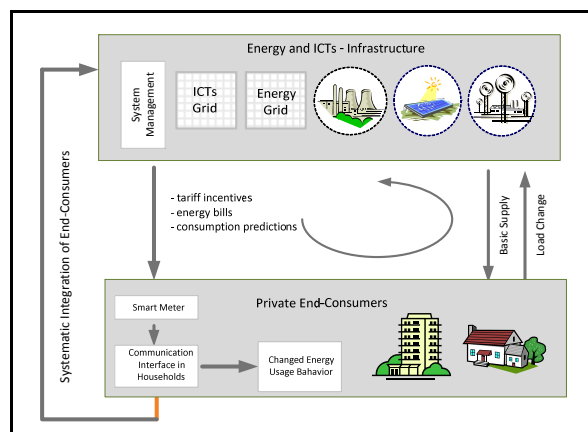 Energy and ICTs - Infrastructure
System
Management
ICTs
Grid
Energy
Grid
Systematic Integration of End-Consumers
- tariff incentives
- energy bills
- consumption predictions
Basic Supply
Load Change
Private End-Consumers
Smart Meter
Communication
Interface in
Households
Changed Energy
Usage Bahavior